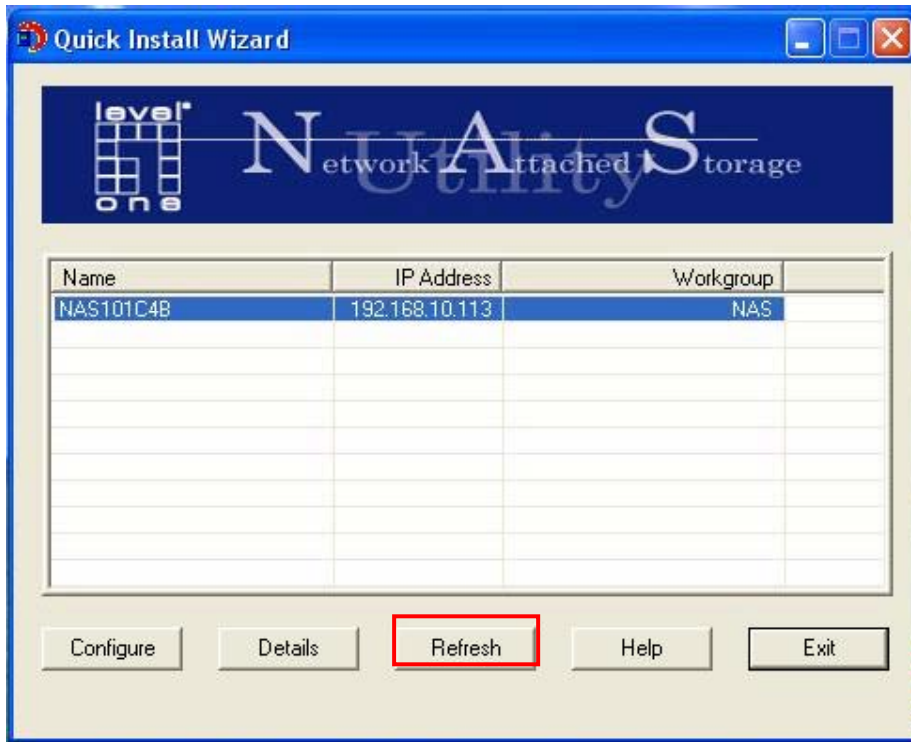 Quick Install Wizard
level
one
Network Attached Storage
Utility
Name IP Address Workgroup
NAS101C4B 192.168.10.113 NAS
Configure Details Refresh Help Exit